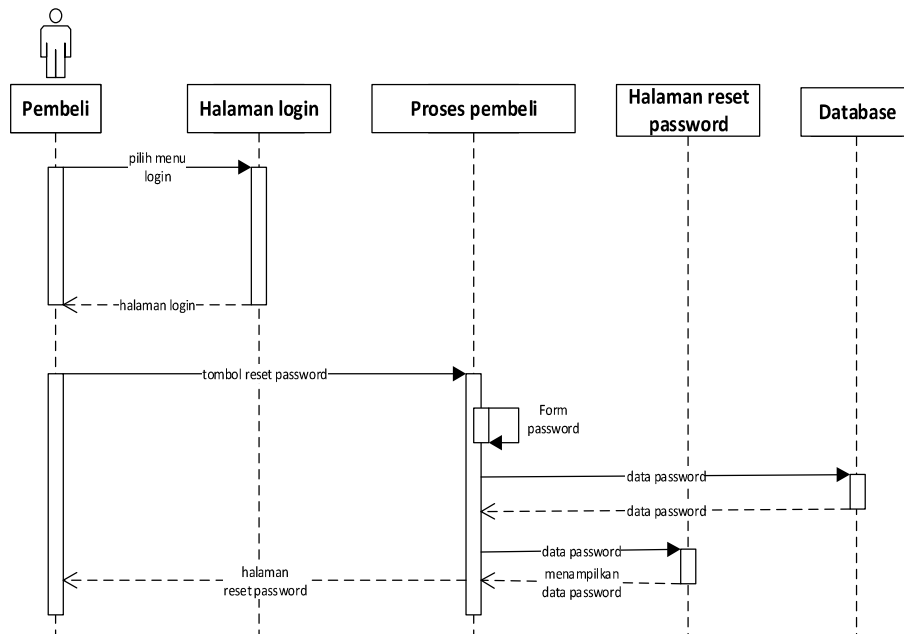 Pembeli
Halaman login
Proses pembeli
Halaman reset
password
Database
pilih menu
login
halaman login
tombol reset password
Form
password
data password
data password
data password
menampilkan
data password
halaman
reset password